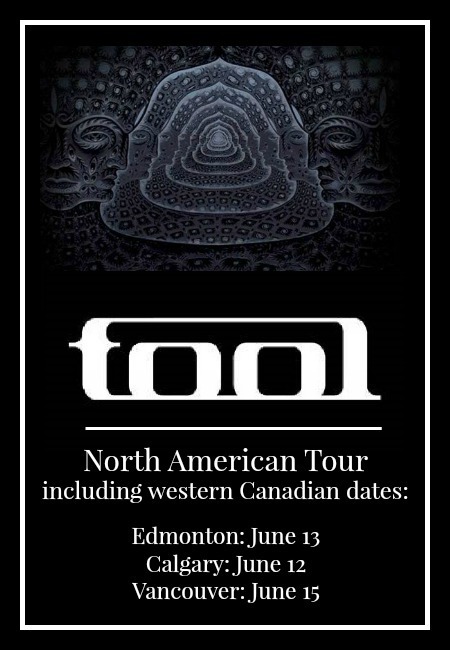 tool
North American Tour
including western Canadian dates:
Edmonton: June 13
Calgary: June 12
Vancouver: June 15